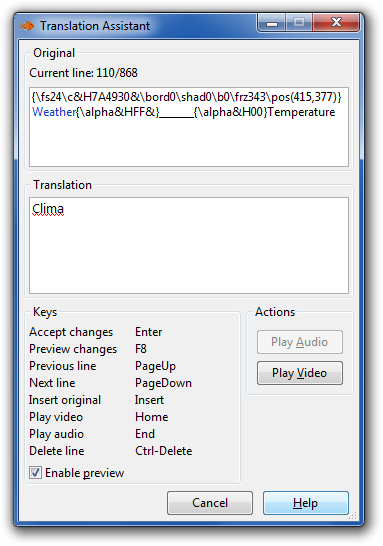 Translation Assistant
Original
Current line: 110/868
{\fs24\c&H7A4930&\bord0\shad0\b0\frz343\pos(415,377)}
Weather{\alpha&HFF&}______{\alpha&H00}Temperature
Translation
Clima
Keys
Accept changes Enter
Preview changes F8
Previous line PageUp
Next line PageDown
Insert original Insert
Play video Home
Play audio End
Delete line Ctrl-Delete
Enable preview
Actions
Play Audio
Play Video
Cancel
Help